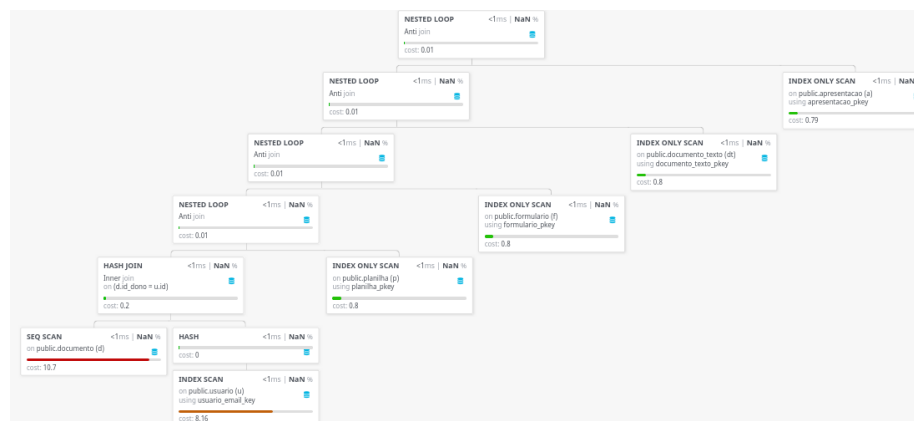 NESTED LOOP <1ms | NaN %
Anti join
cost: 0.01
NESTED LOOP <1ms | NaN %
Anti join
cost: 0.01
INDEX ONLY SCAN <1ms | NaN
on public.apresentacao (a)
using apresentacao_pkey
cost: 0.79
NESTED LOOP <1ms | NaN %
Anti join
cost: 0.01
INDEX ONLY SCAN <1ms | NaN %
on public.documento_texto (dt)
using documento_texto_pkey
cost: 0.8
NESTED LOOP <1ms | NaN %
Anti join
cost: 0.01
INDEX ONLY SCAN <1ms | NaN %
on public.formulario (f)
using formulario_pkey
cost: 0.8
HASH JOIN <1ms | NaN %
Inner join
on (d.id_dono = u.id)
cost: 0.2
INDEX ONLY SCAN <1ms | NaN %
on public.planilha (p)
using planilha_pkey
cost: 0.8
SEQ SCAN <1ms | NaN %
on public.documento (d)
cost: 10.7
HASH <1ms | NaN %
cost: 0
INDEX SCAN <1ms | NaN %
on public.usuario (u)
using usuario_email_key
cost: 8.16